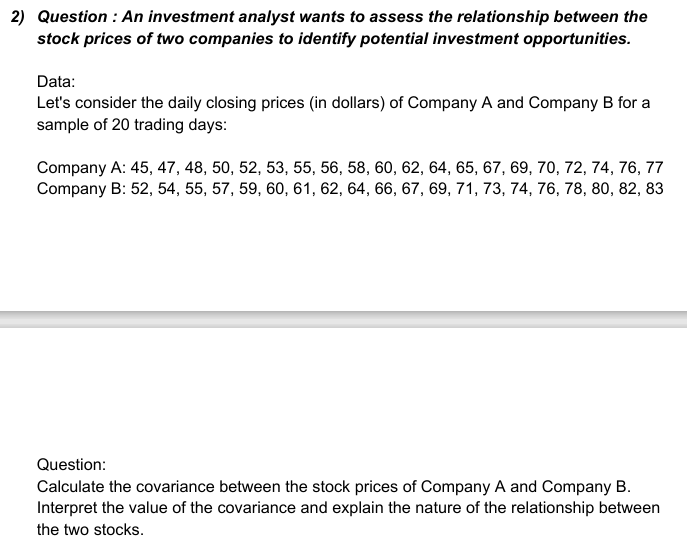 2) Question : An investment analyst wants to assess the relationship between the
stock prices of two companies to identify potential investment opportunities.
Data:
Let's consider the daily closing prices (in dollars) of Company A and Company B for a
sample of 20 trading days:
Company A: 45, 47, 48, 50, 52, 53, 55, 56, 58, 60, 62, 64, 65, 67, 69, 70, 72, 74, 76, 77
Company B: 52, 54, 55, 57, 59, 60, 61, 62, 64, 66, 67, 69, 71, 73, 74, 76, 78, 80, 82, 83
Question:
Calculate the covariance between the stock prices of Company A and Company B.
Interpret the value of the covariance and explain the nature of the relationship between
the two stocks.